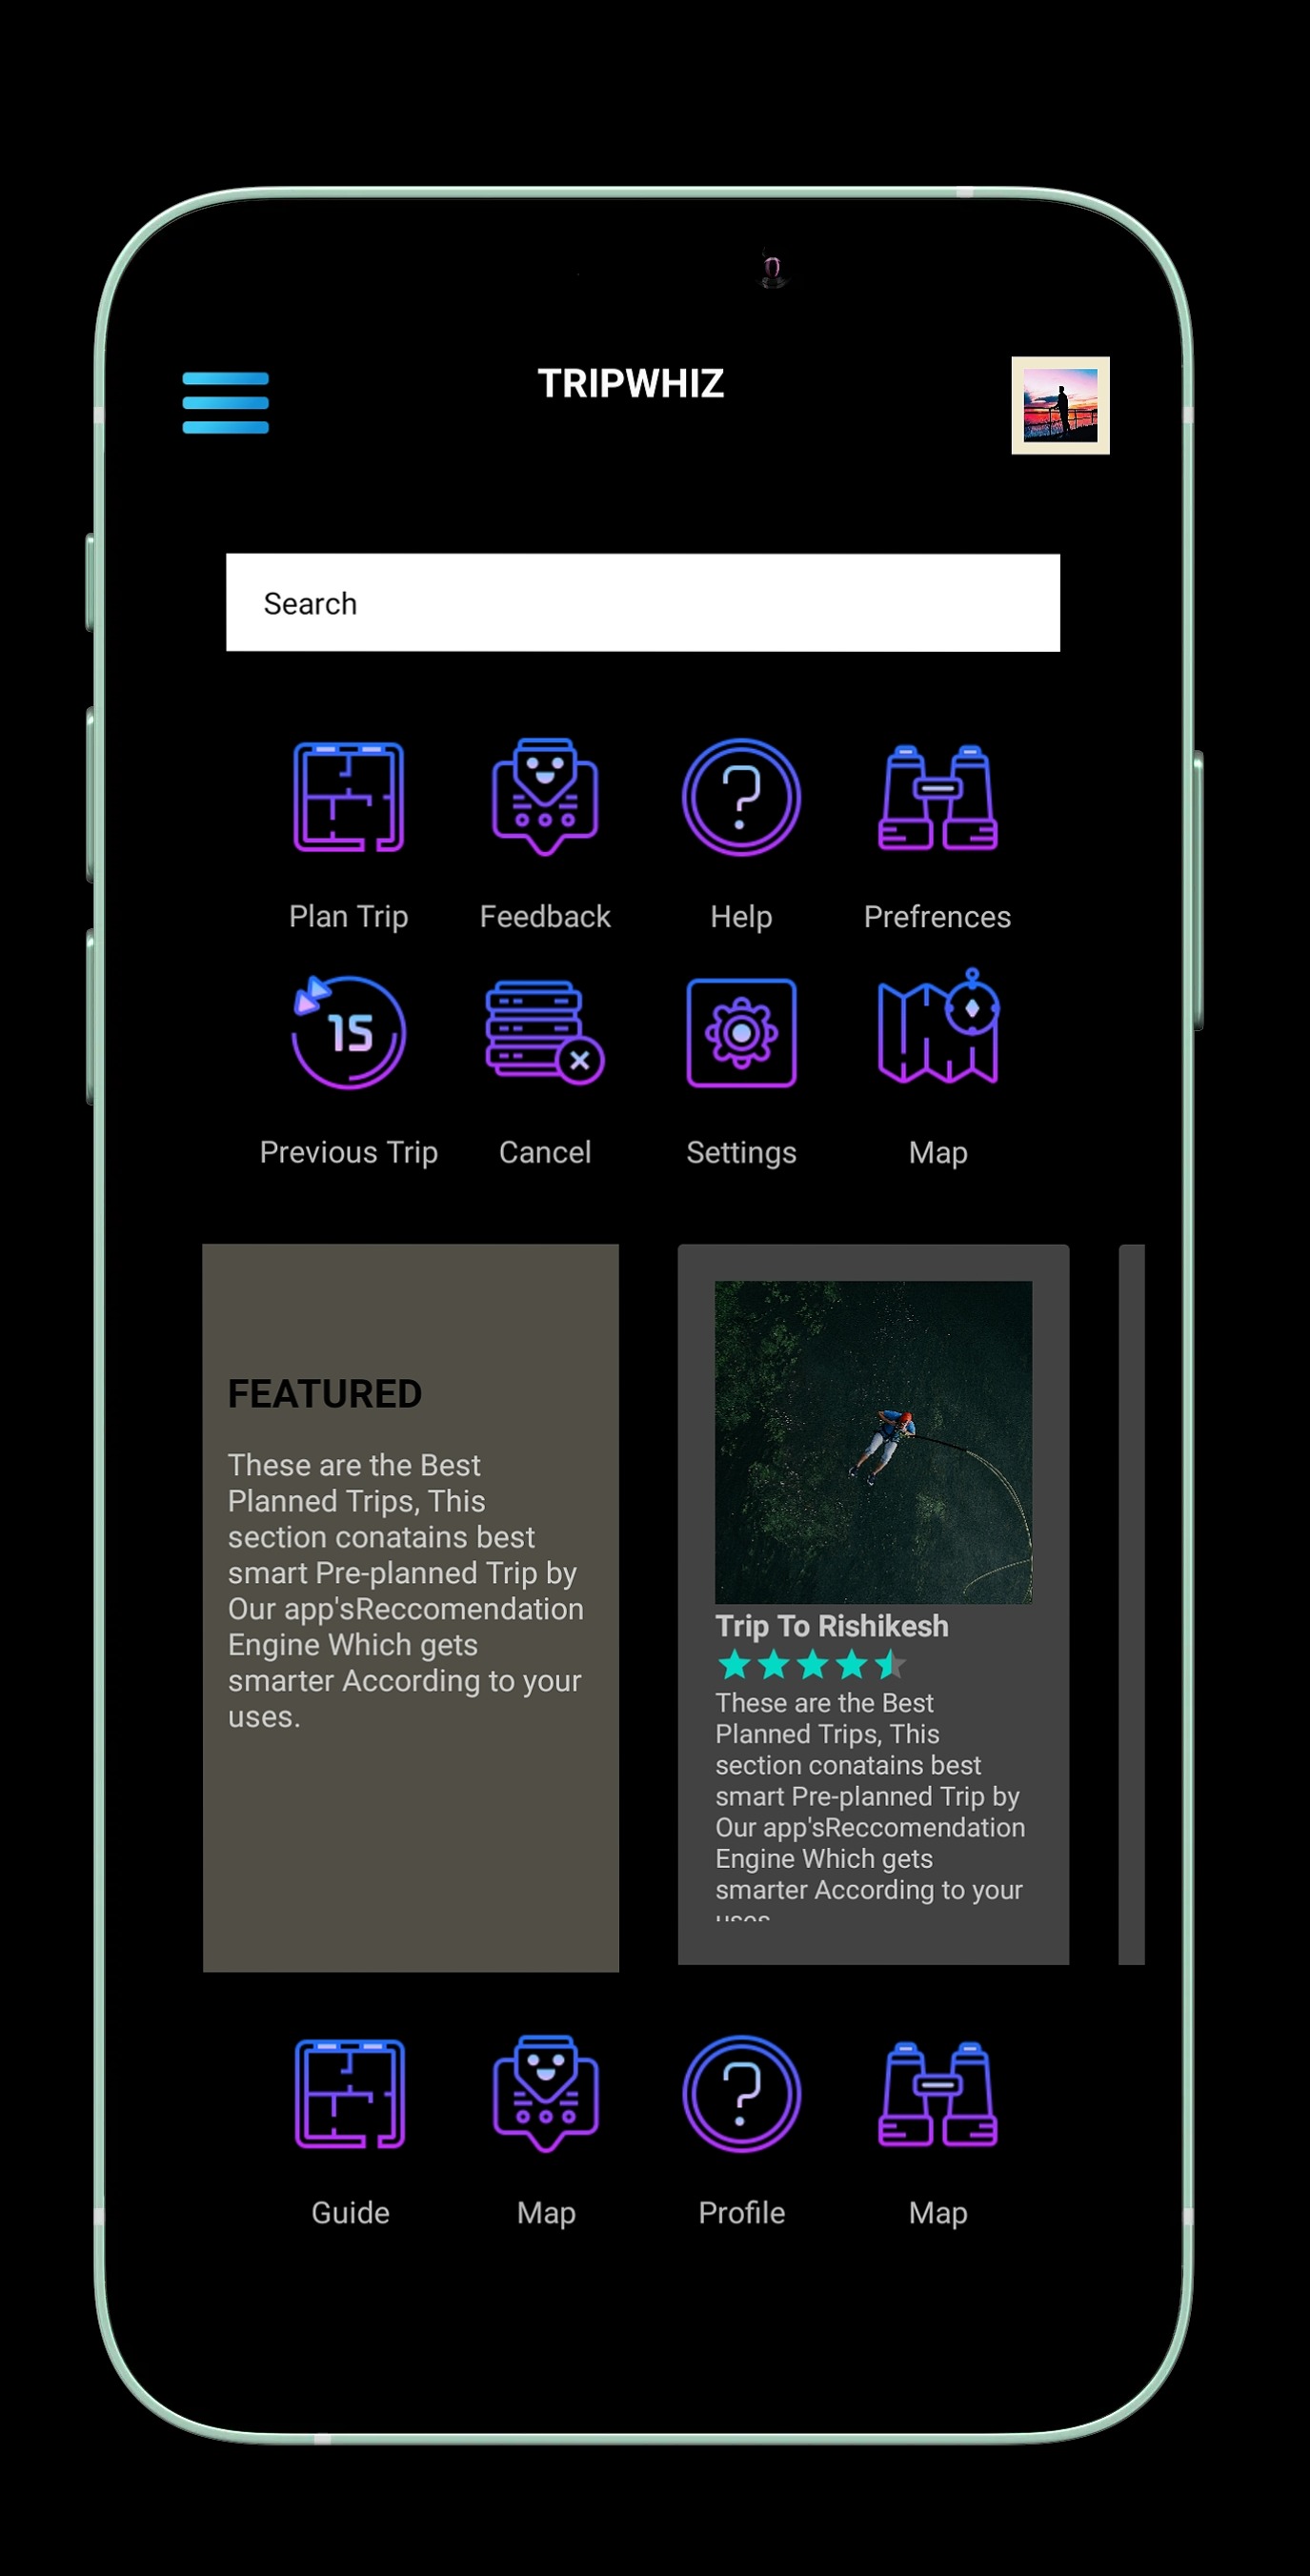 TRIPWHIZ
Search
Plan Trip
Feedback
Help
Prefrences
15
Previous Trip
Cancel
Settings
Map
FEATURED
These are the Best
Planned Trips, This
section conatains best
smart Pre-planned Trip by
Our app'sReccomendation
Engine Which gets
smarter According to your
uses.
Trip To Rishikesh
These are the Best
Planned Trips, This
section conatains best
smart Pre-planned Trip by
Our app'sReccomendation
Engine Which gets
smarter According to your
uses
Guide
Map
Profile
Map